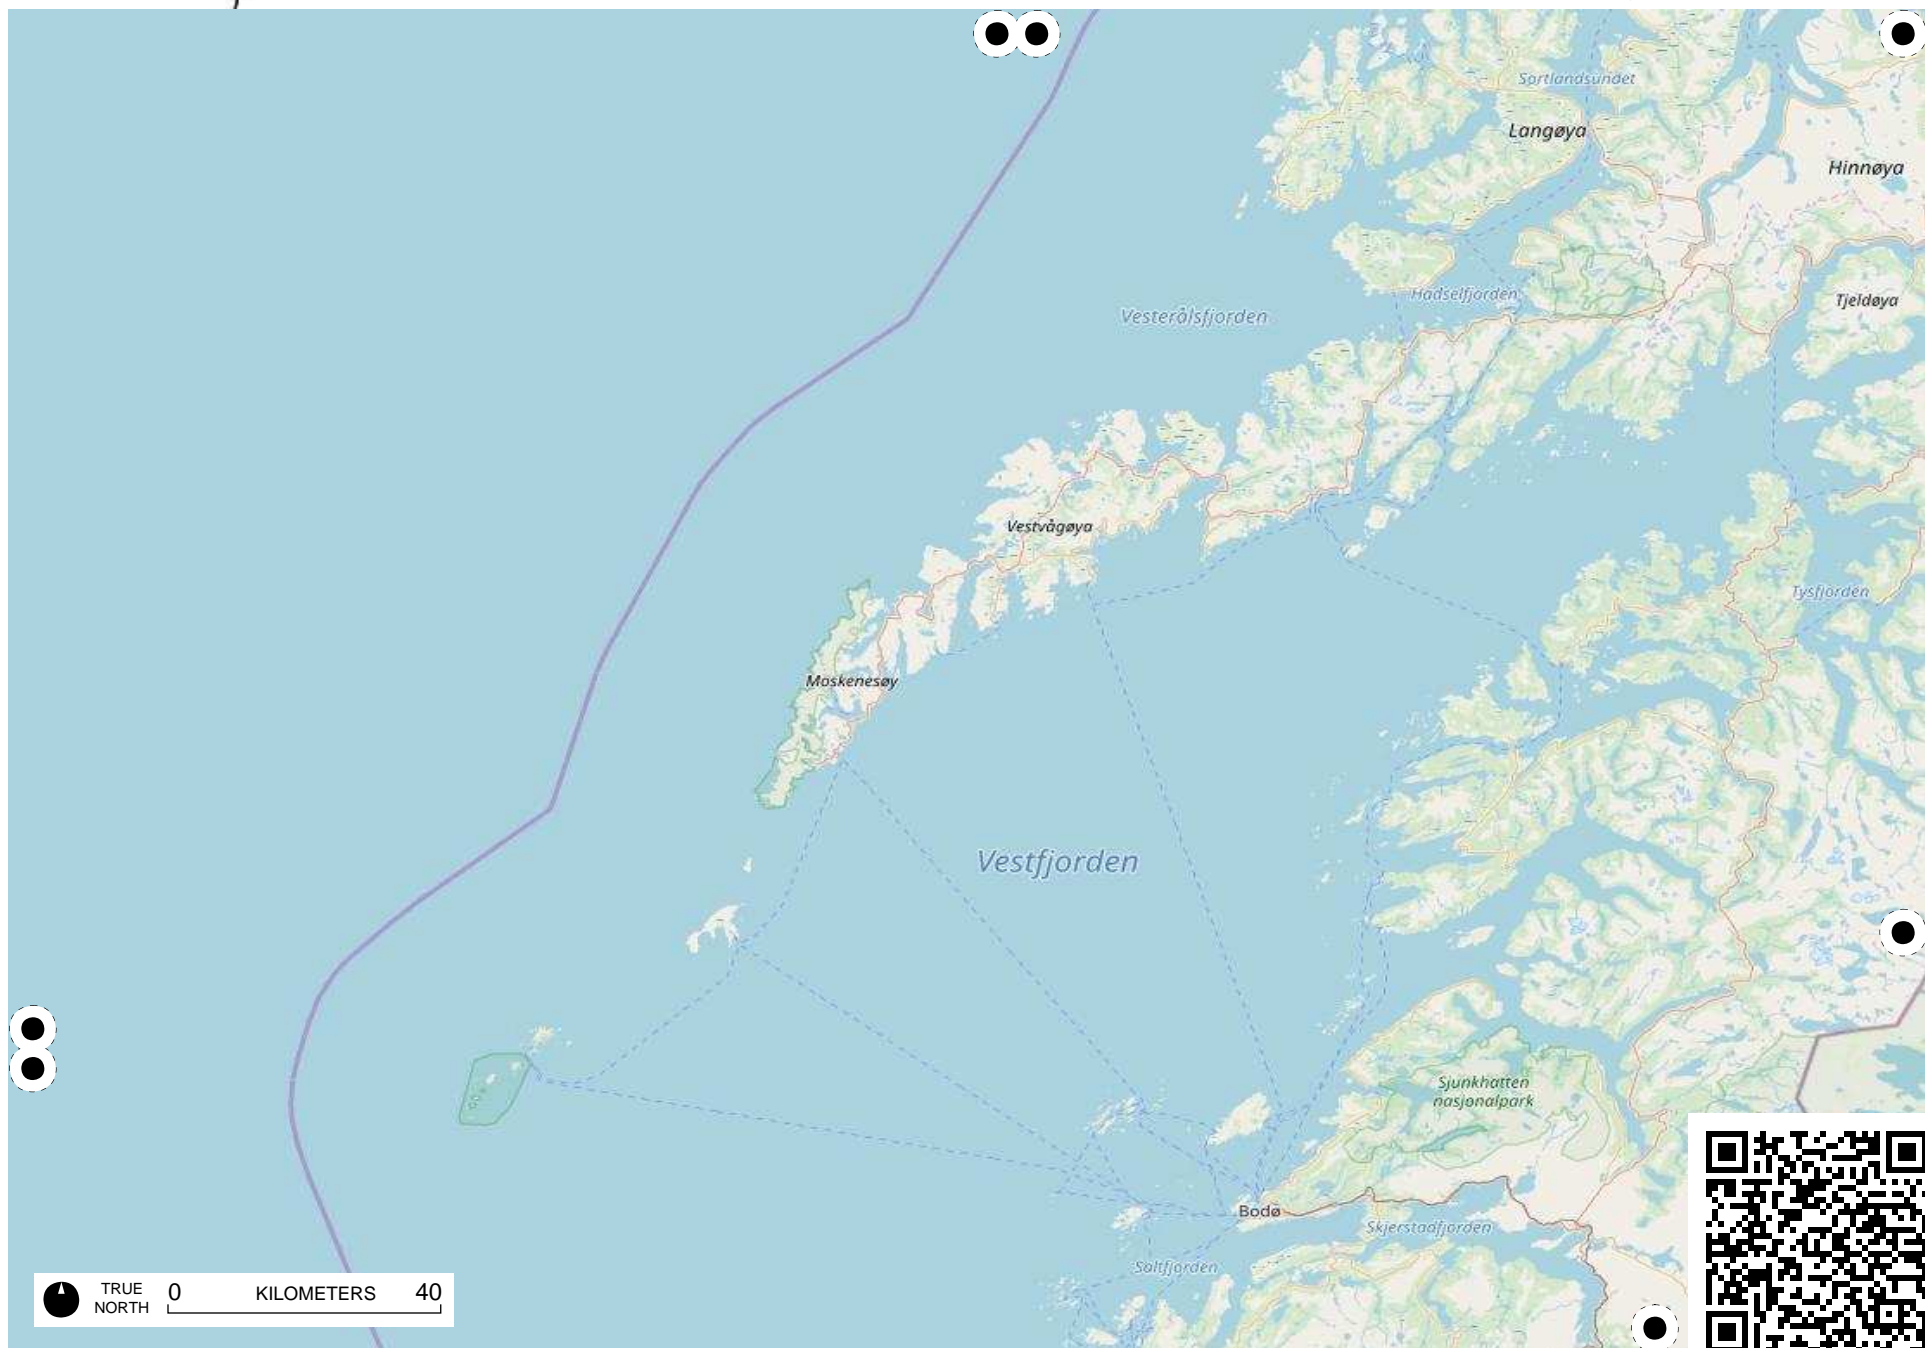 Sortlandsundet
Langøya
Hinnøya
Hadselfjorden
Tjeldøya
Vesterålsfjorden
Vestvågøya
Tysfjorden
Moskenesøy
Vestfjorden
Sjunkhatten
nasjonalpark
Bodø
Skjerstadfjorden
Saltfjorden
TRUE
NORTH
0 KILOMETERS 40